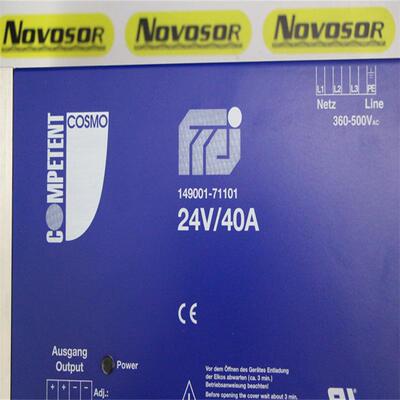 Novosor Novosor Novosor
COMPETENT
COSMO
149001-71101
24V/40A
L1 L2 L3 PE
Netz Line
360-500VAC
CE
Ausgang
Output
Power
+ + − − Adj.:
Vor dem Öffnen des Gerätes Entladung
der Elkos abwarten (ca. 3 min.)
Betriebsanweisung beachten!
Before opening the cover wait about 3 min.